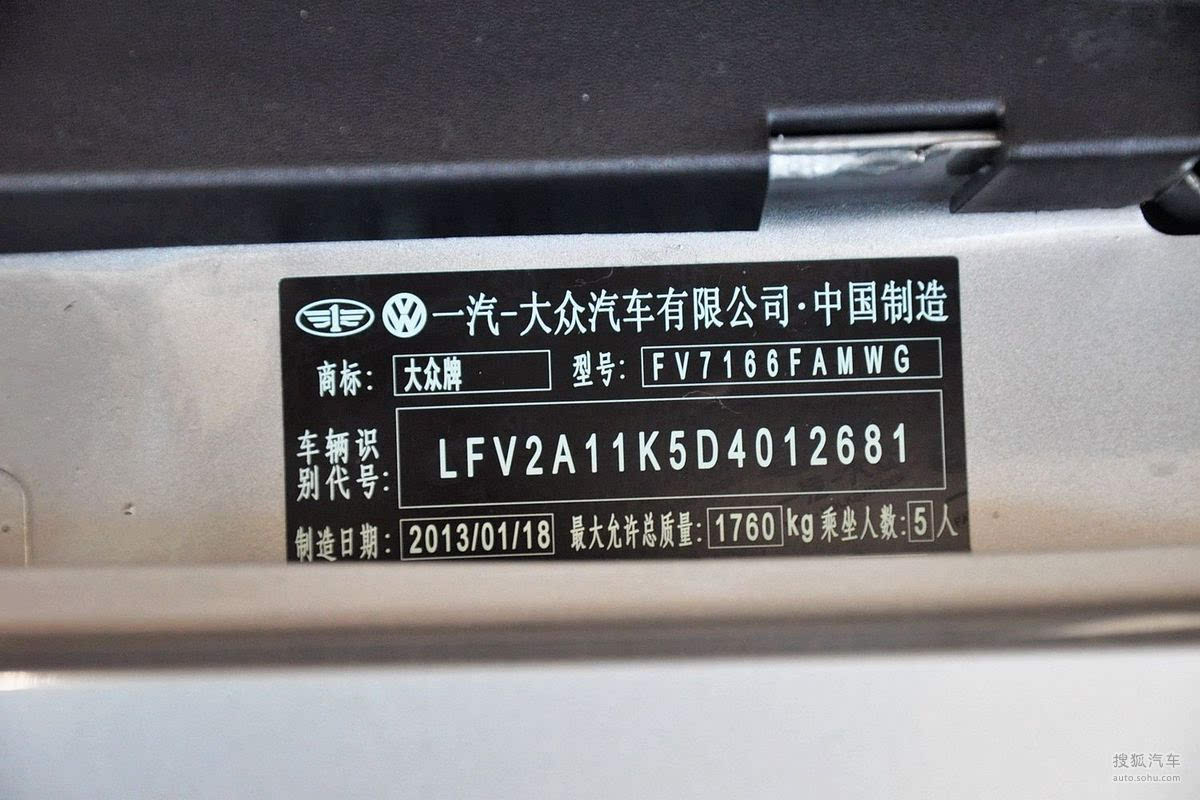 一汽-大众汽车有限公司·中国制造
商标: 大众牌 型号: FV7166FAMWG
车辆识别代号: LFV2A11K5D4012681
制造日期: 2013/01/18 最大允许总质量: 1760 kg 乘坐人数: 5 人
搜狐汽车
auto.sohu.com